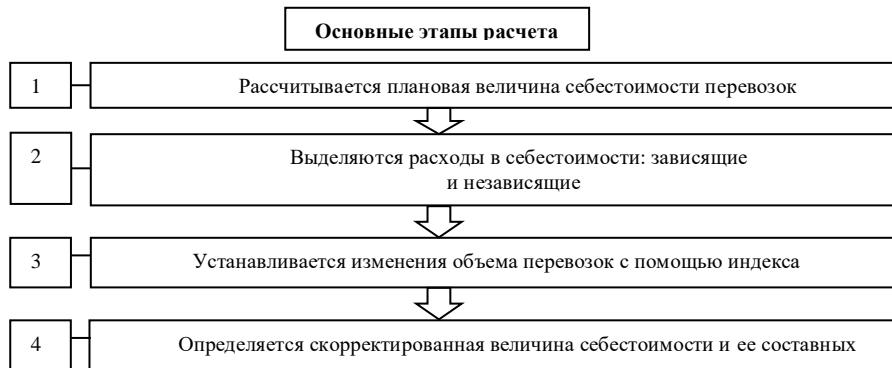 Основные этапы расчета
1
Рассчитывается плановая величина себестоимости перевозок
2
Выделяются расходы в себестоимости: зависящие
и независящие
3
Устанавливается изменения объема перевозок с помощью индекса
4
Определяется скорректированная величина себестоимости и ее составных